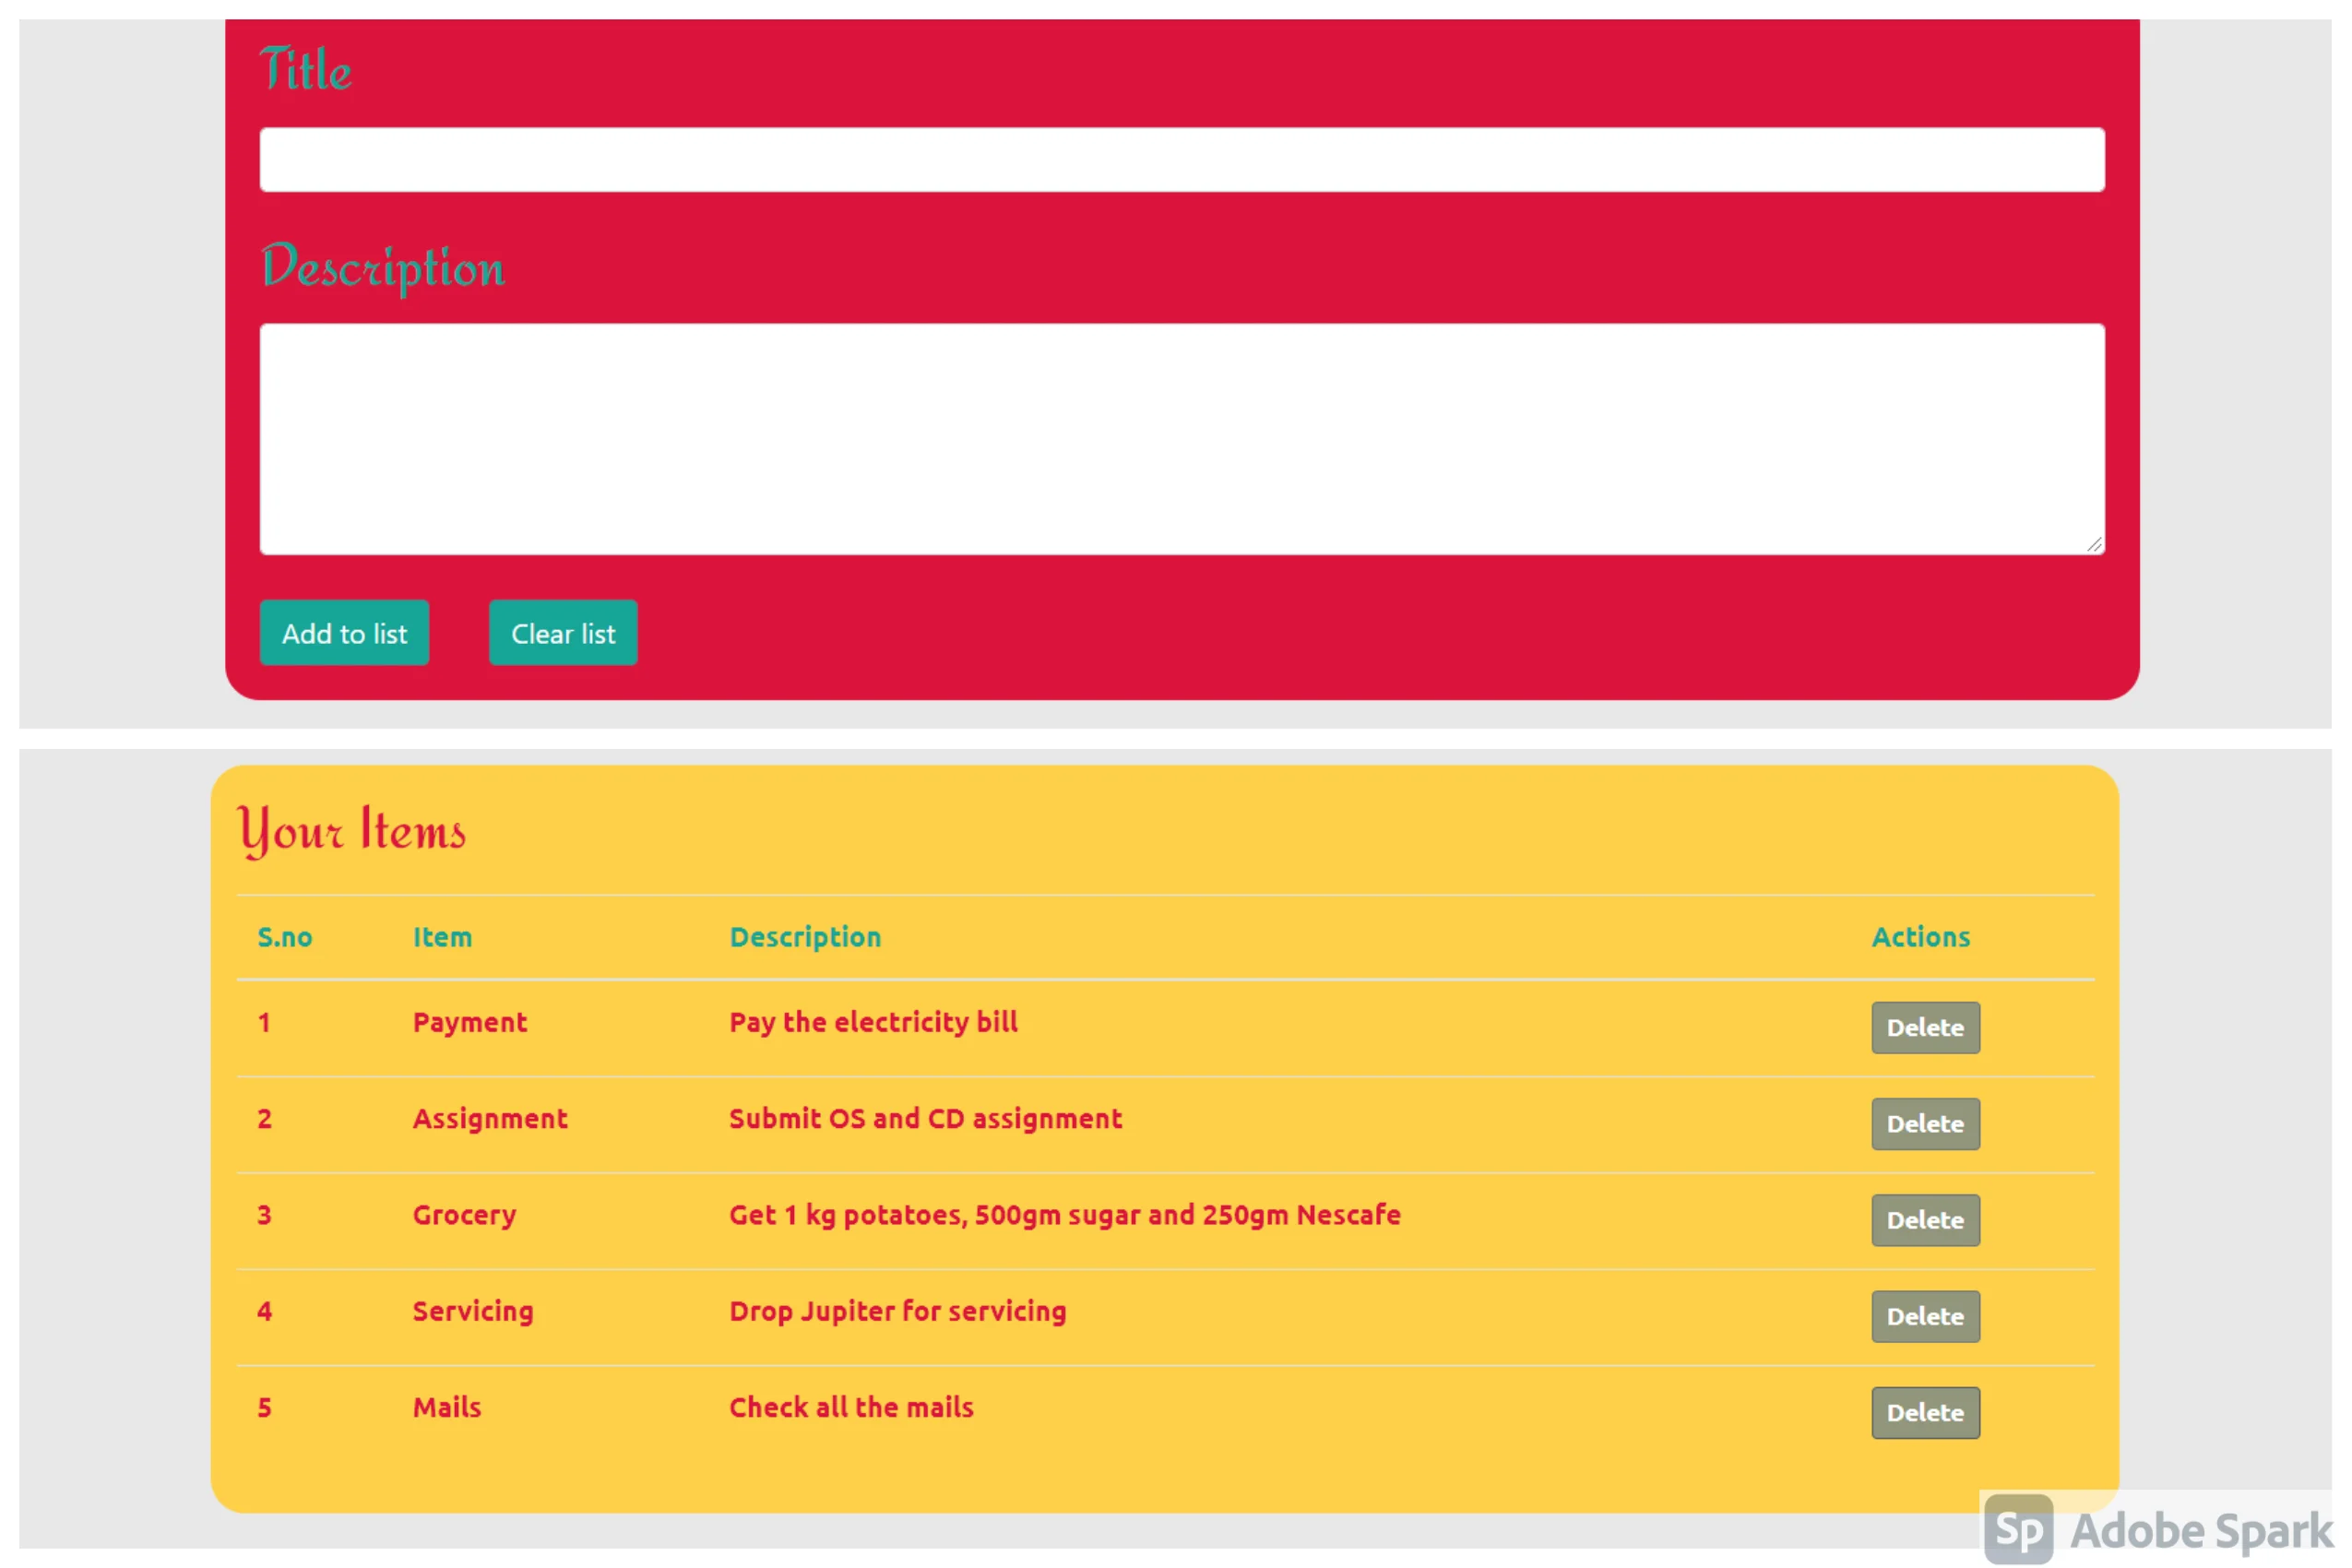 Title
Description
Add to list Clear list
Your Items
S.no Item Description Actions
1 Payment Pay the electricity bill Delete
2 Assignment Submit OS and CD assignment Delete
3 Grocery Get 1 kg potatoes, 500gm sugar and 250gm Nescafe Delete
4 Servicing Drop Jupiter for servicing Delete
5 Mails Check all the mails Delete
Sp Adobe Spark